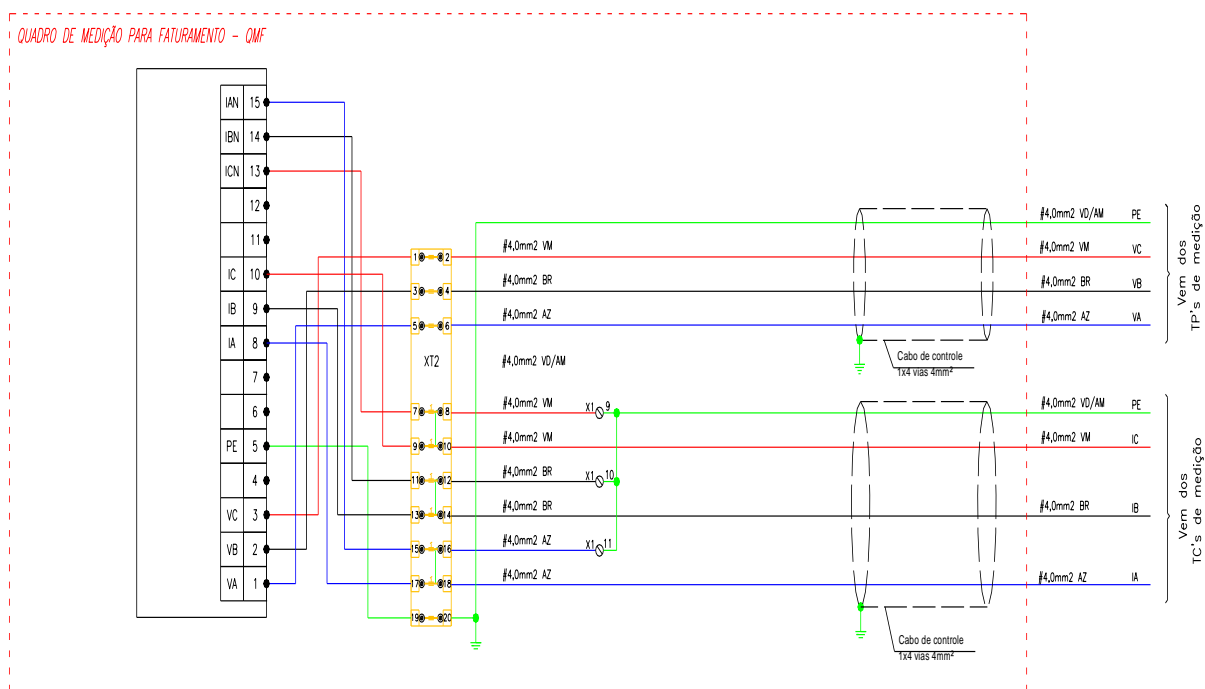 QUADRO DE MEDIÇÃO PARA FATURAMENTO - QMF
IAN 15
IBN 14
ICN 13
12
11
IC 10
IB 9
IA 8
7
6
PE 5
4
VC 3
VB 2
VA 1
1 2
3 4
5 6
XT2
7 8
9 10
11 12
13 14
15 16
17 18
19 20
#4,0mm2 VM
#4,0mm2 BR
#4,0mm2 AZ
#4,0mm2 VD/AM
#4,0mm2 VM
#4,0mm2 VM
#4,0mm2 BR
#4,0mm2 BR
#4,0mm2 AZ
#4,0mm2 AZ
X1 9
X1 10
X1 11
#4,0mm2 VD/AM PE
#4,0mm2 VM VC
#4,0mm2 BR VB
#4,0mm2 AZ VA
Vem dos
TP's de medição
Cabo de controle
1x4 vias 4mm²
#4,0mm2 VD/AM PE
#4,0mm2 VM IC
#4,0mm2 BR IB
#4,0mm2 AZ IA
Vem dos
TC's de medição
Cabo de controle
1x4 vias 4mm²